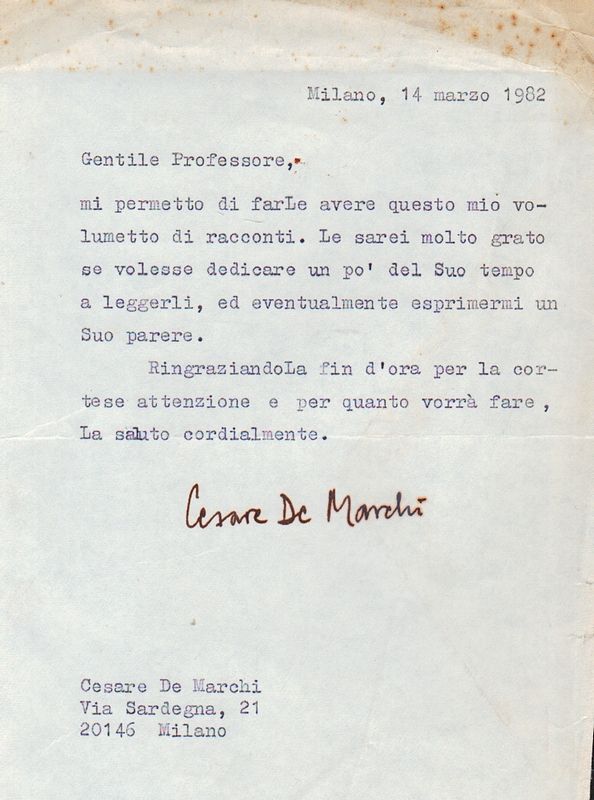 Milano, 14 marzo 1982
Gentile Professore,
mi permetto di farLe avere questo mio vo-
lumetto di racconti. Le sarei molto grato
se volesse dedicare un po' del Suo tempo
a leggerli, ed eventualmente esprimermi un
Suo parere.
RingraziandoLa fin d'ora per la cor-
tese attenzione e per quanto vorrà fare,
La saluto cordialmente.
Cesare De Marchi
Cesare De Marchi
Via Sardegna, 21
20146 Milano